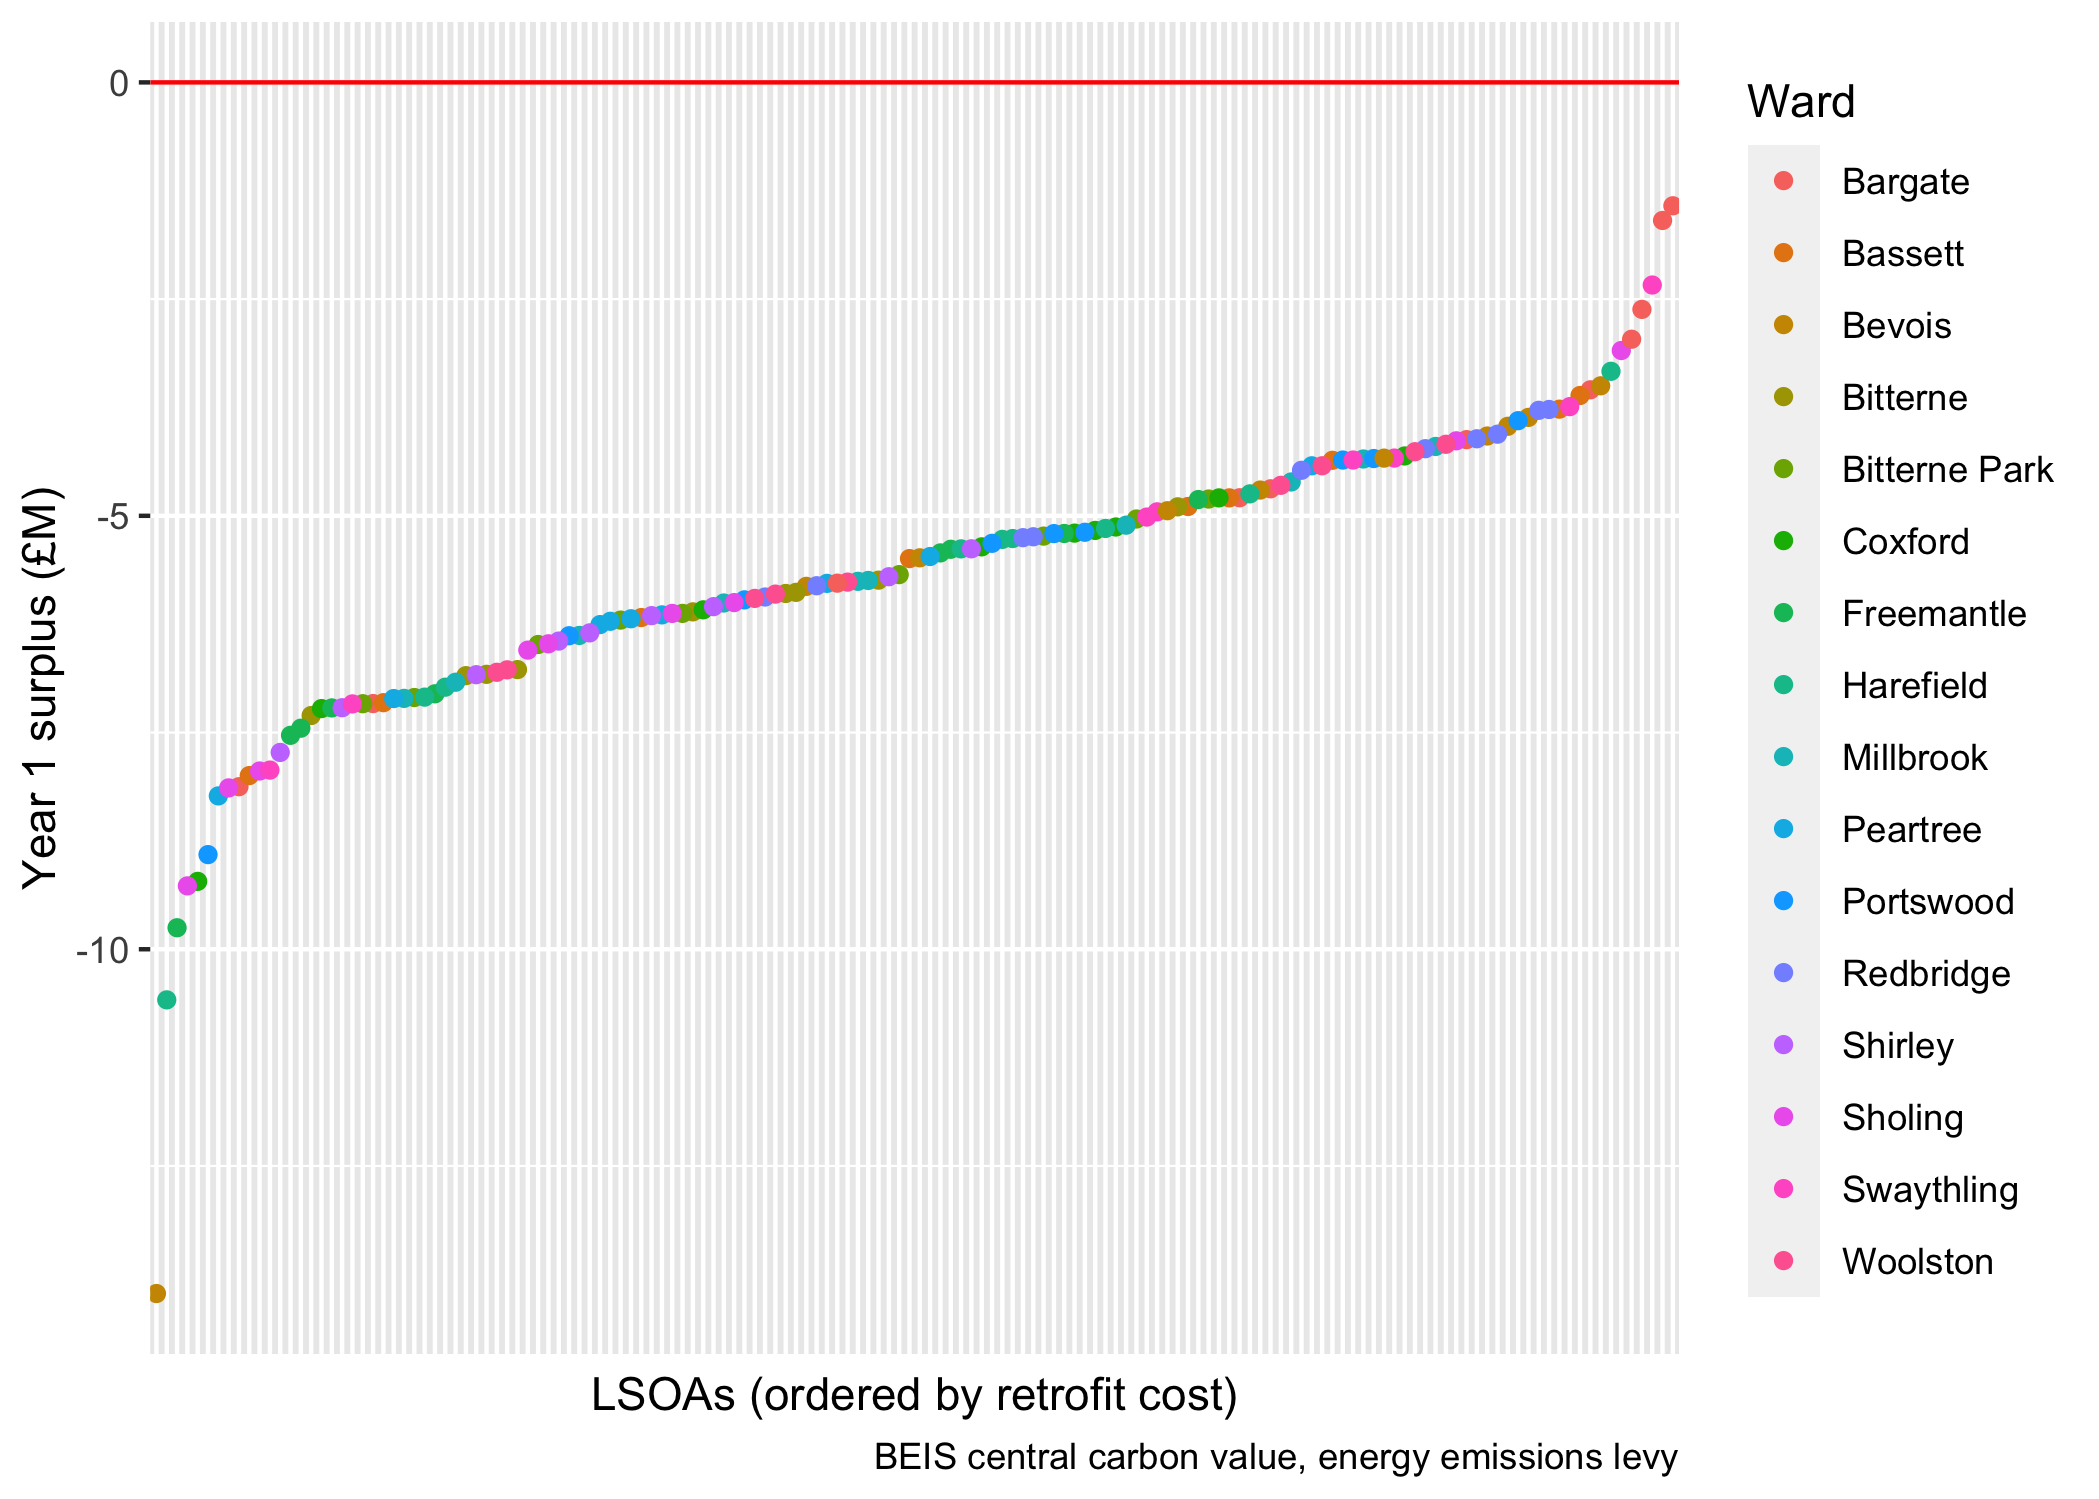 0
-5
-10
Year 1 surplus (£M)
LSOAs (ordered by retrofit cost)
BEIS central carbon value, energy emissions levy
Ward
Bargate
Bassett
Bevois
Bitterne
Bitterne Park
Coxford
Freemantle
Harefield
Millbrook
Peartree
Portswood
Redbridge
Shirley
Sholing
Swaythling
Woolston